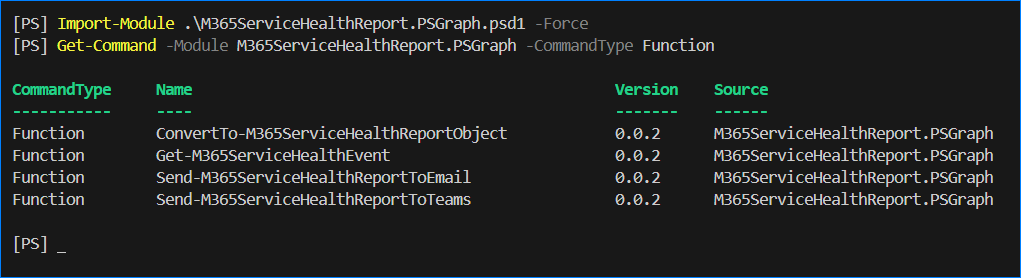 [PS] Import-Module .\M365ServiceHealthReport.PSGraph.psd1 -Force
[PS] Get-Command -Module M365ServiceHealthReport.PSGraph -CommandType Function
CommandType Name Version Source
----------- ---- ------- ------
Function ConvertTo-M365ServiceHealthReportObject 0.0.2 M365ServiceHealthReport.PSGraph
Function Get-M365ServiceHealthEvent 0.0.2 M365ServiceHealthReport.PSGraph
Function Send-M365ServiceHealthReportToEmail 0.0.2 M365ServiceHealthReport.PSGraph
Function Send-M365ServiceHealthReportToTeams 0.0.2 M365ServiceHealthReport.PSGraph
[PS] _